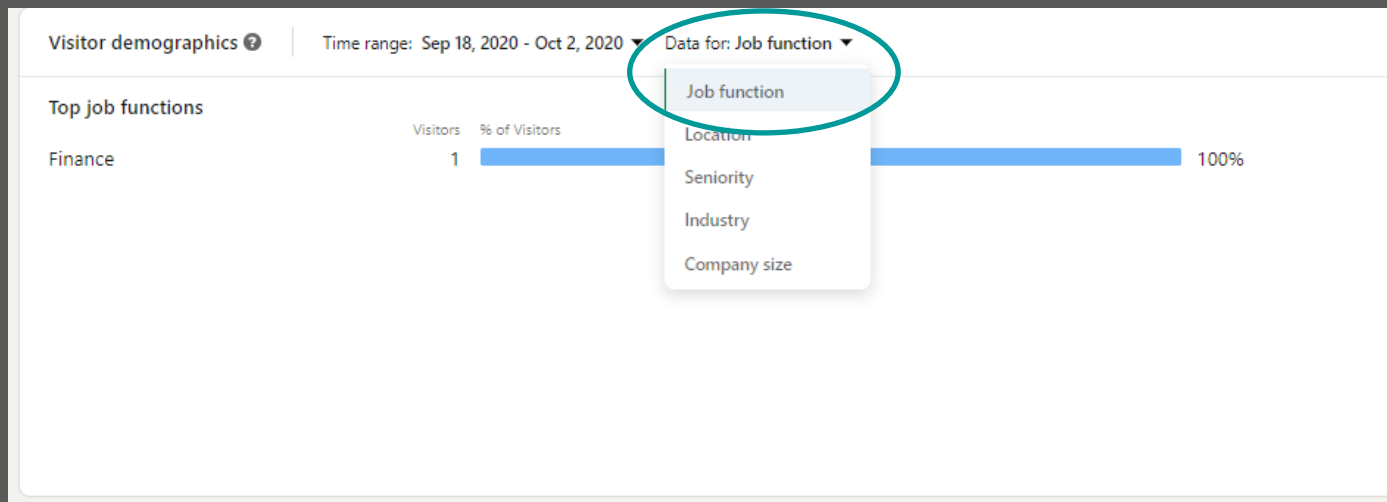 Visitor demographics ? Time range: Sep 18, 2020 - Oct 2, 2020 Data for: Job function
Job function
Location
Seniority
Industry
Company size
Top job functions
Visitors % of Visitors
Finance 1 100%